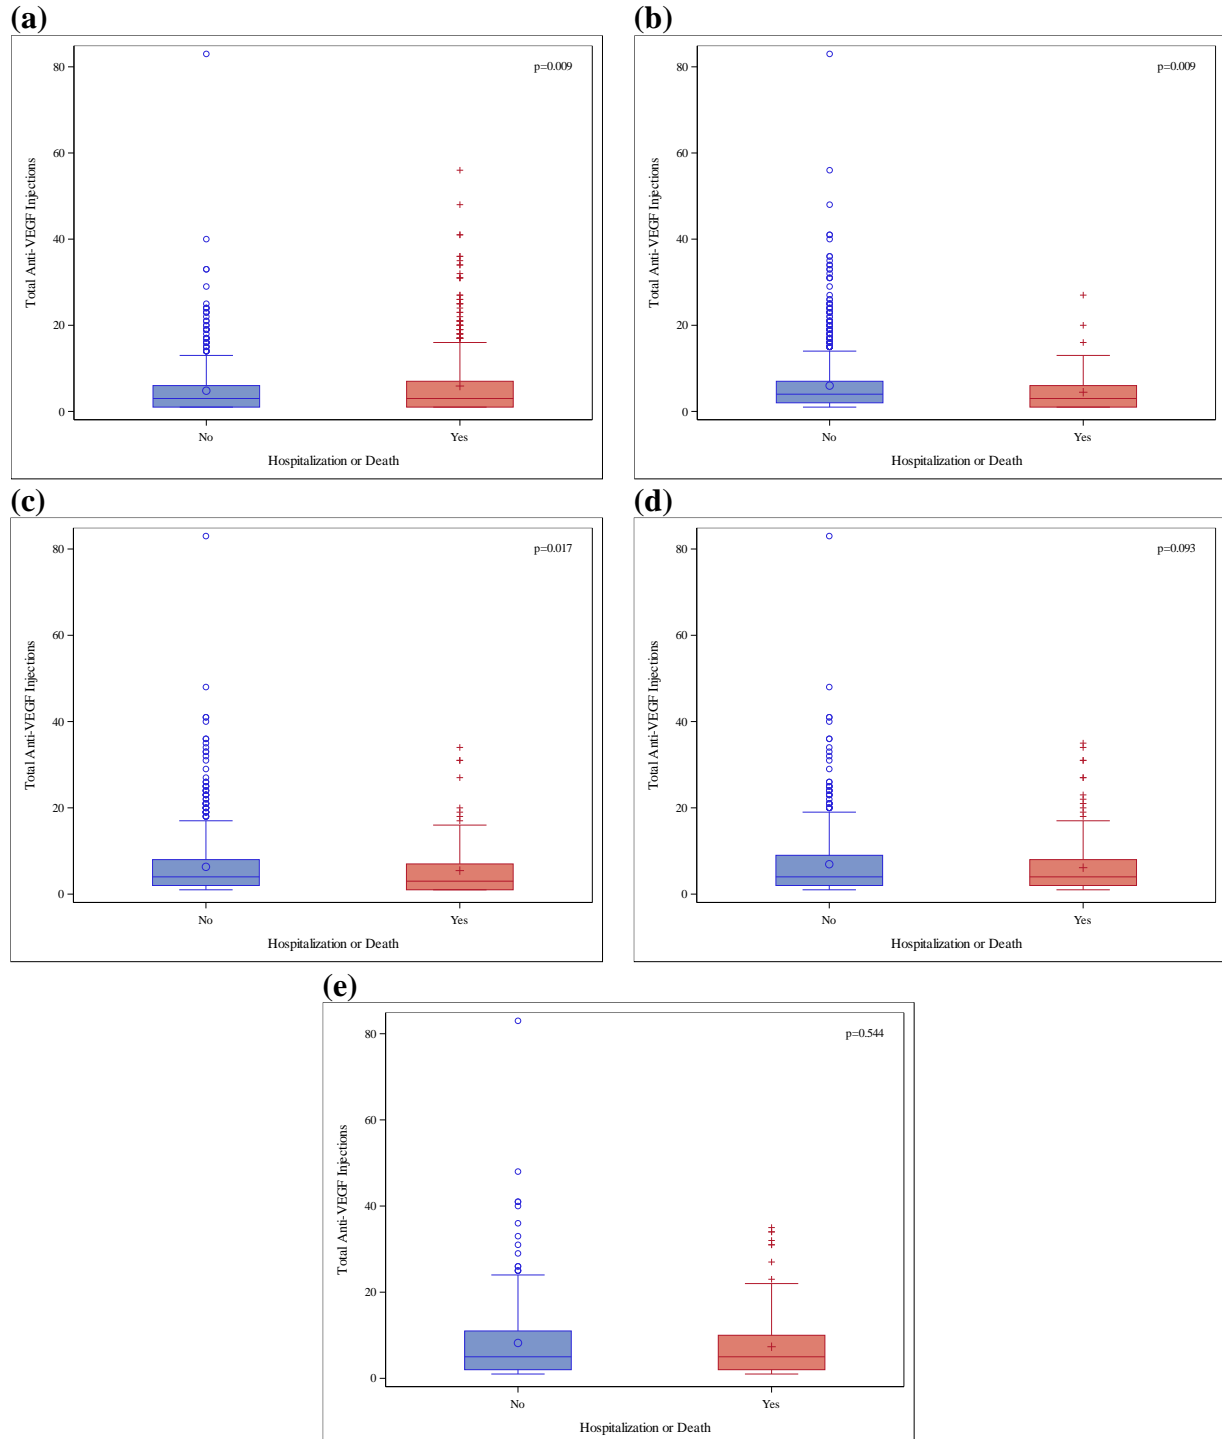 (a)
p=0.009
80
60
40
20
0
Total Anti-VEGF Injections
No
Yes
Hospitalization or Death
(b)
p=0.009
80
60
40
20
0
Total Anti-VEGF Injections
No
Yes
Hospitalization or Death
(c)
p=0.017
80
60
40
20
0
Total Anti-VEGF Injections
No
Yes
Hospitalization or Death
(d)
p=0.093
80
60
40
20
0
Total Anti-VEGF Injections
No
Yes
Hospitalization or Death
(e)
p=0.544
80
60
40
20
0
Total Anti-VEGF Injections
No
Yes
Hospitalization or Death